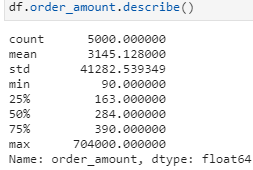 df.order_amount.describe()
count 5000.000000
mean 3145.128000
std 41282.539349
min 90.000000
25% 163.000000
50% 284.000000
75% 390.000000
max 704000.000000
Name: order_amount, dtype: float64